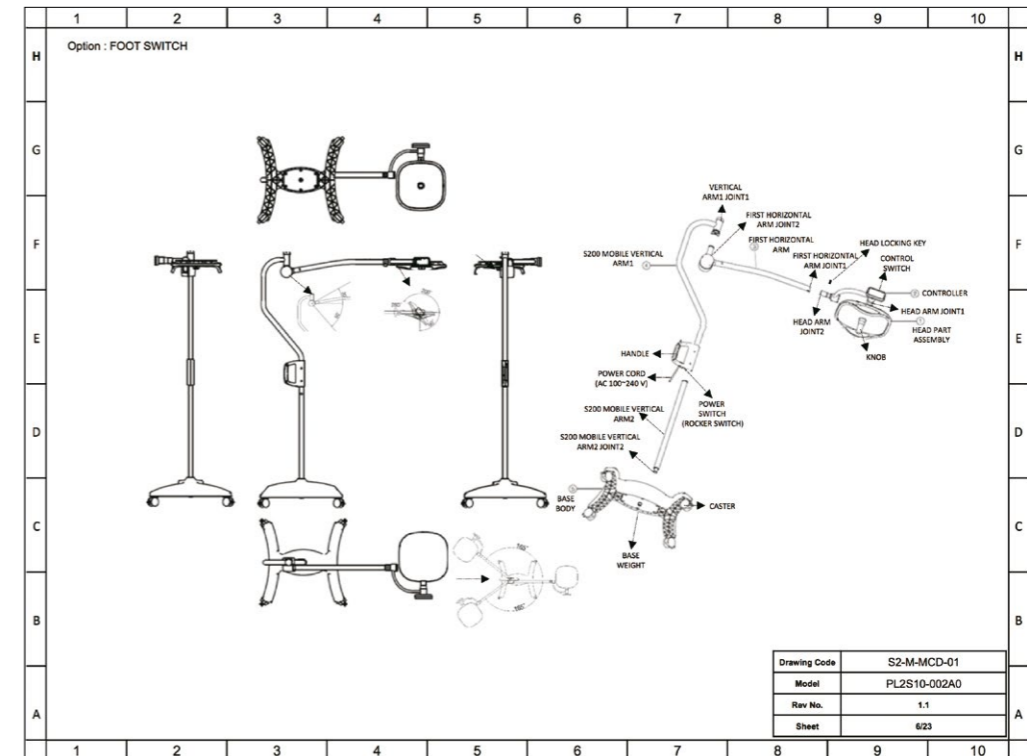 1 2 3 4 5 6 7 8 9 10
H H
Option : FOOT SWITCH
G G
VERTICAL
ARM1 JOINT1
FIRST HORIZONTAL
ARM JOINT2
F F
FIRST HORIZONTAL
ARM
HEAD LOCKING KEY
S200 MOBILE VERTICAL
ARM1
FIRST HORIZONTAL
ARM JOINT1
CONTROL
SWITCH
CONTROLLER
HEAD ARM JOINT1
HEAD ARM
JOINT2
HEAD PART
ASSEMBLY
E E
HANDLE
KNOB
POWER CORD
(AC 100~240 V)
POWER
SWITCH
(ROCKER SWITCH)
S200 MOBILE VERTICAL
ARM2
D D
S200 MOBILE VERTICAL
ARM2 JOINT2
BASE
BODY
CASTER
C C
BASE
WEIGHT
B B
Drawing Code S2-M-MCD-01
Model PL2S10-002A0
Rev No. 1.1
Sheet 6/23
A A
1 2 3 4 5 6 7 8 9 10